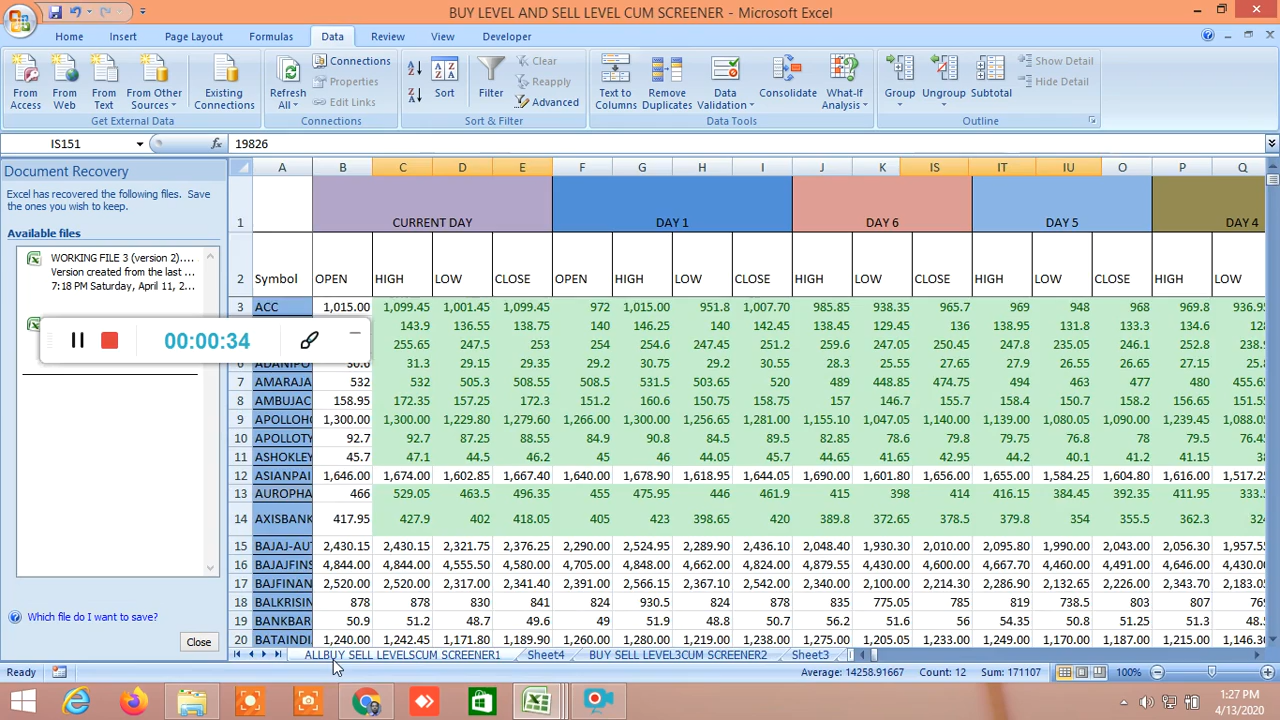 BUY LEVEL AND SELL LEVEL CUM SCREENER - Microsoft Excel
Home Insert Page Layout Formulas Data Review View Developer
From Access From Web From Text From Other Sources Existing Connections Refresh All Connections Properties Edit Links Sort Filter Clear Reapply Advanced Text to Columns Remove Duplicates Data Validation Consolidate What-If Analysis Group Ungroup Subtotal Show Detail Hide Detail
Get External Data Connections Sort & Filter Data Tools Outline
IS151 fx 19826
Document Recovery
Excel has recovered the following files. Save the ones you wish to keep.
Available files
WORKING FILE 3 (version 2)....
Version created from the last ...
7:18 PM Saturday, April 11, 2...
00:00:34
Which file do I want to save?
Close
A B C D E F G H I J K IS IT IU O P Q
1 CURRENT DAY DAY 1 DAY 6 DAY 5 DAY 4
2 Symbol OPEN HIGH LOW CLOSE OPEN HIGH LOW CLOSE HIGH LOW CLOSE HIGH LOW CLOSE HIGH LOW
3 ACC 1,015.00 1,099.45 1,001.45 1,099.45 972 1,015.00 951.8 1,007.70 985.85 938.35 965.7 969 948 968 969.8 936.95
143.9 136.55 138.75 140 146.25 140 142.45 138.45 129.45 136 138.95 131.8 133.3 134.6 128
255.65 247.5 253 254 254.6 247.45 251.2 259.6 247.05 250.45 247.5 235.05 246.1 252.8 238.
6 ADANIPO 30.6 31.3 29.15 29.35 29.2 30.75 29.2 30.55 28.3 25.55 27.65 27.9 26.55 26.65 27.15 25.
7 AMARAJA 532 532 505.3 508.55 508.5 531.5 503.65 520 489 448.85 474.75 494 463 477 480 455.65
8 AMBUJAC 158.95 172.35 157.25 172.3 151.2 160.6 150.75 158.75 157 146.7 155.7 158.4 150.7 158.2 156.65 151.
9 APOLLOH 1,300.00 1,300.00 1,229.80 1,279.60 1,266.00 1,300.00 1,256.65 1,281.00 1,155.10 1,047.05 1,140.00 1,139.00 1,080.05 1,090.00 1,239.45 1,088.05
10 APOLLOTY 92.7 92.7 87.25 88.55 84.9 90.8 84.5 89.5 82.85 78.6 79.8 79.75 76.8 78 79.5 76.45
11 ASHOKLEY 45.7 47.1 44.5 46.2 45 46 44.05 45.1 44.65 41.65 42.95 44.2 40.1 41.2 41.15 38
12 ASIANPAI 1,646.00 1,674.00 1,602.85 1,667.40 1,640.00 1,678.90 1,618.95 1,644.05 1,690.00 1,601.80 1,656.00 1,655.00 1,584.25 1,604.80 1,616.00 1,517.2
13 AUROPHA 466 529.05 463.5 496.35 455 475.95 446 461.9 415 398 414 416.15 384.45 392.35 411.95 333.
14 AXISBANK 417.95 427.9 402 418.05 405 423 398.65 420 389.8 372.65 378.5 379.8 354 355.5 362.3 324
15 BAJAJ-AUT 2,430.15 2,430.15 2,321.75 2,376.25 2,290.00 2,524.95 2,289.90 2,436.10 2,048.40 1,930.30 2,010.00 2,095.80 1,990.00 2,043.00 2,056.30 1,957.55
16 BAJAJFINS 4,844.00 4,844.00 4,555.50 4,580.00 4,705.00 4,848.00 4,662.00 4,824.00 4,879.55 4,430.00 4,600.00 4,667.70 4,460.00 4,491.00 4,646.00 4,430.00
17 BAJFINAN 2,520.00 2,520.00 2,317.00 2,341.40 2,391.00 2,566.15 2,367.10 2,542.00 2,340.00 2,100.00 2,214.30 2,286.90 2,132.65 2,226.00 2,343.70 2,183.05
18 BALKRISIN 878 878 830 841 824 930.5 824 878 835 775.05 785 819 738.5 803 807 769
19 BANKBAR 50.9 51.2 48.7 49.6 49 51.9 48.8 50.7 56.2 51.6 56 54.35 50.8 51.25 51.3
20 BATAINDI 1,240.00 1,242.45 1,171.80 1,189.90 1,260.00 1,280.00 1,219.00 1,238.00 1,275.00 1,205.05 1,233.00 1,249.00 1,200.00 1,209.00 1,215.00 1,146.30
ALLBUY SELL LEVELSCUM SCREENER1 Sheet4 BUY SELL LEVEL3CUM SCREENER2 Sheet3
Ready Average: 14258.91667 Count: 12 Sum: 171107 100%
1:27 PM
4/13/2020